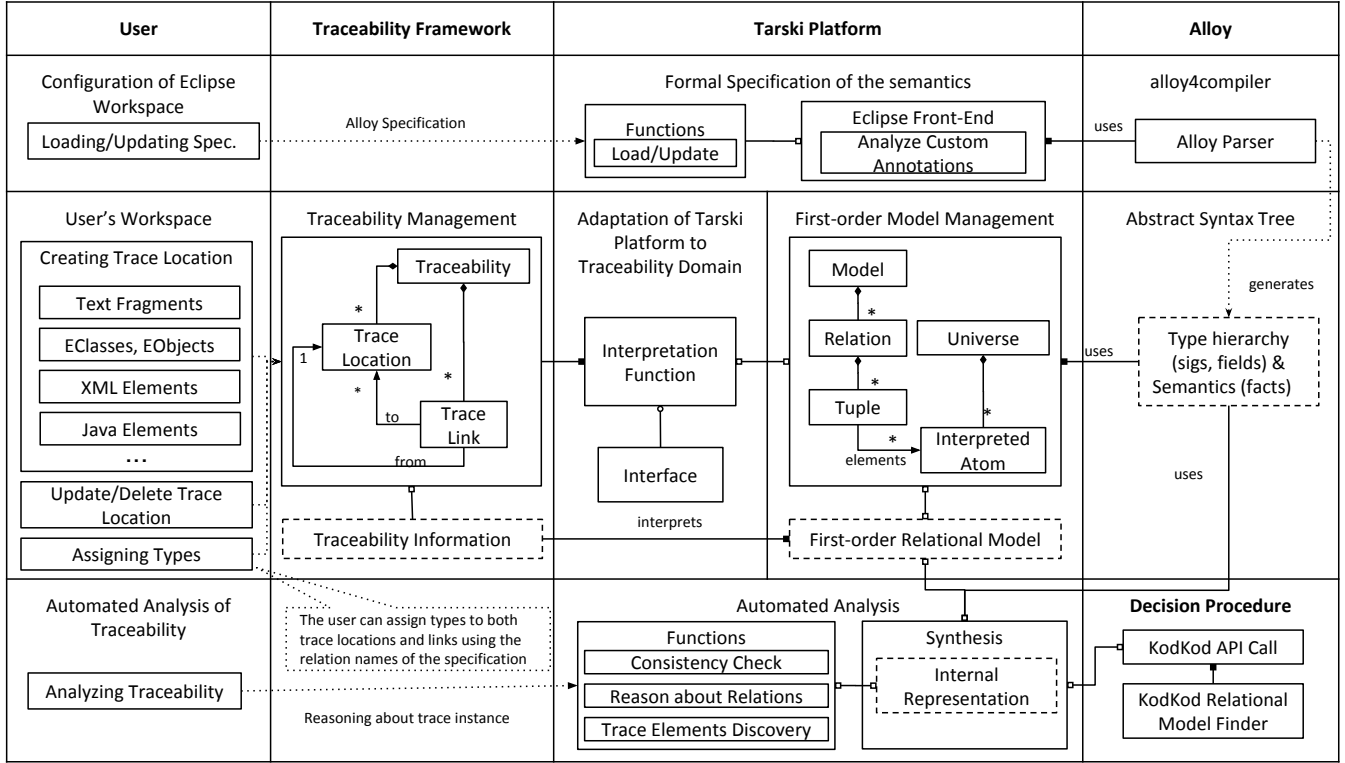 User
Traceability Framework
Tarski Platform
Alloy
Configuration of Eclipse
Workspace
Loading/Updating Spec.
Alloy Specification
Formal Specification of the semantics
Functions
Load/Update
Eclipse Front-End
Analyze Custom
Annotations
uses
alloy4compiler
Alloy Parser
User's Workspace
Creating Trace Location
Text Fragments
EClasses, EObjects
XML Elements
Java Elements
...
Update/Delete Trace
Location
Assigning Types
Traceability Management
Traceability
*
Trace
Location
1
*
*
to
Trace
Link
from
Traceability Information
Adaptation of Tarski
Platform to
Traceability Domain
Interpretation
Function
Interface
interprets
First-order Model Management
Model
*
Relation
Universe
*
Tuple
*
*
elements
Interpreted
Atom
First-order Relational Model
Abstract Syntax Tree
generates
uses
Type hierarchy
(sigs, fields) &
Semantics (facts)
uses
Automated Analysis of
Traceability
Analyzing Traceability
The user can assign types to both
trace locations and links using the
relation names of the specification
Reasoning about trace instance
Automated Analysis
Functions
Consistency Check
Reason about Relations
Trace Elements Discovery
Synthesis
Internal
Representation
Decision Procedure
KodKod API Call
KodKod Relational
Model Finder